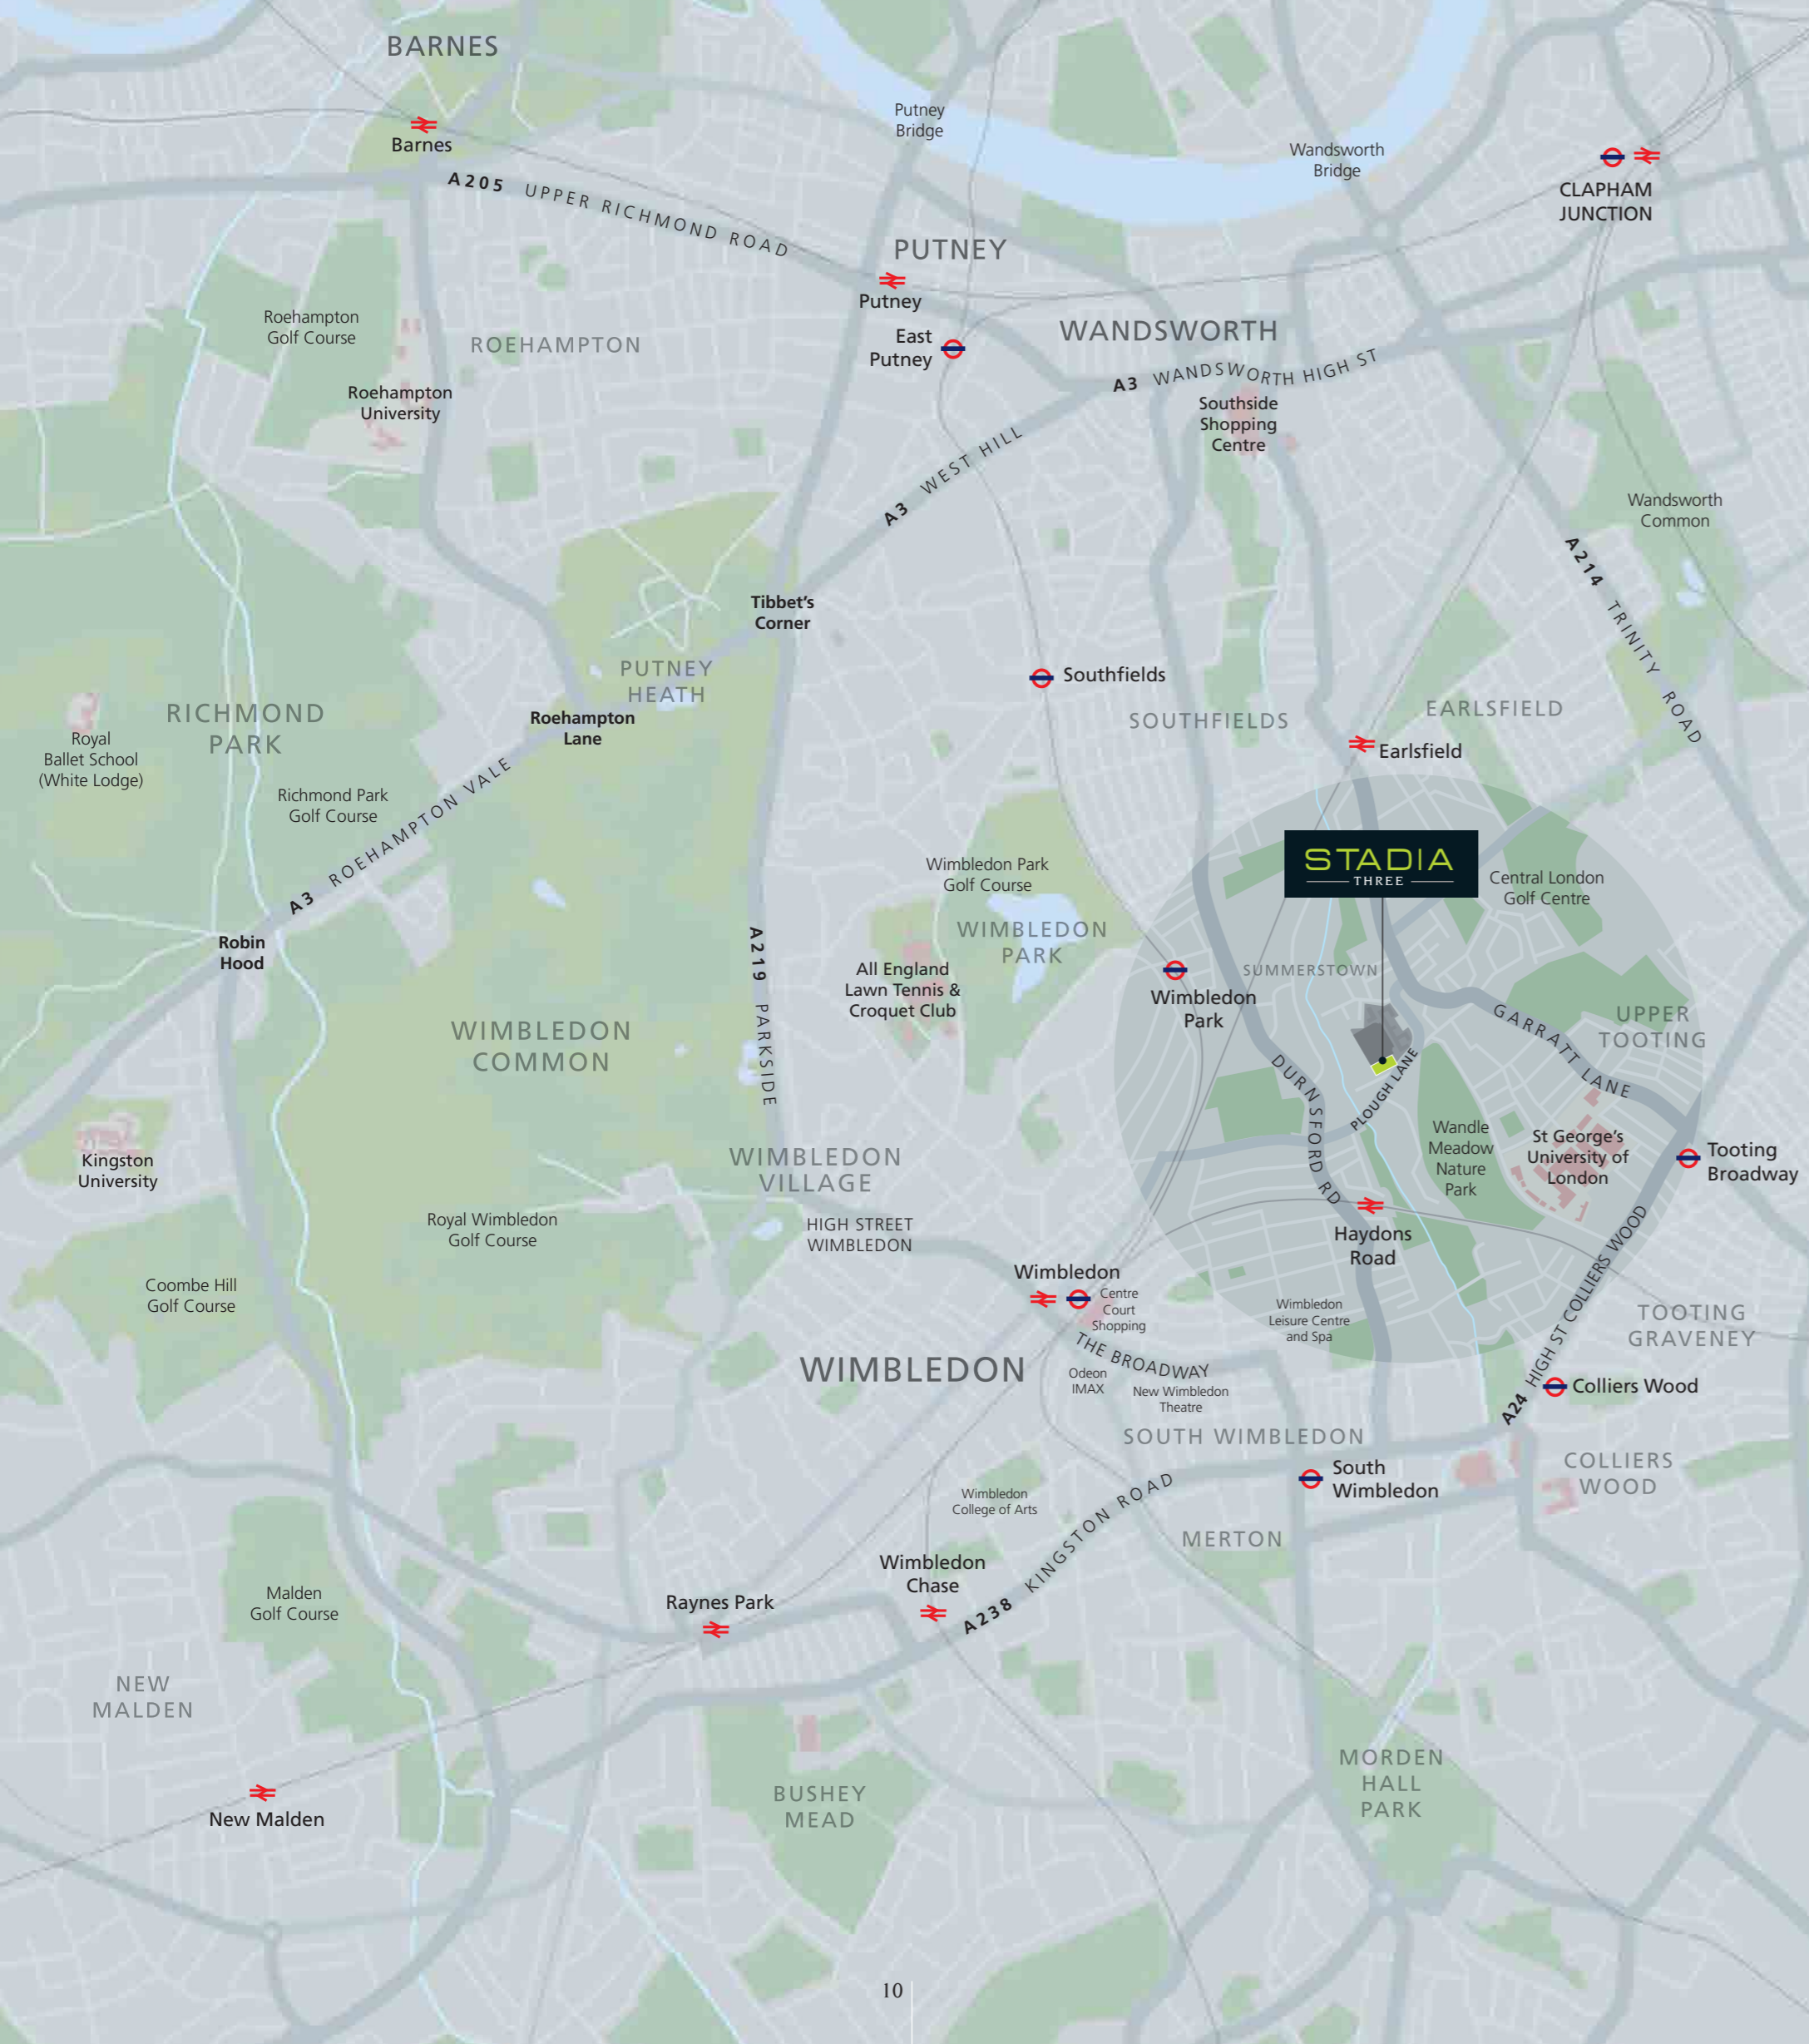 BARNES
Barnes
A205 UPPER RICHMOND ROAD
Putney
Bridge
Wandsworth
Bridge
CLAPHAM
JUNCTION
PUTNEY
Putney
East
Putney
WANDSWORTH
A3 WANDSWORTH HIGH ST
Southside
Shopping
Centre
Roehampton
Golf Course
ROEHAMPTON
Roehampton
University
A3 WEST HILL
Wandsworth
Common
A214 TRINITY ROAD
Tibbet's
Corner
PUTNEY
HEATH
Roehampton
Lane
Southfields
SOUTHFIELDS
EARLSFIELD
Earlsfield
RICHMOND
PARK
Royal
Ballet School
(White Lodge)
Richmond Park
Golf Course
A3 ROEHAMPTON VALE
Robin
Hood
STADIA
THREE
Central London
Golf Centre
Wimbledon Park
Golf Course
WIMBLEDON
PARK
All England
Lawn Tennis &
Croquet Club
A219 PARKSIDE
Wimbledon
Park
SUMMERSTOWN
GARRATT LANE
UPPER
TOOTING
WIMBLEDON
COMMON
DURNSFORD RD
PLOUGH LANE
Wandle
Meadow
Nature
Park
St George's
University of
London
Tooting
Broadway
Kingston
University
WIMBLEDON
VILLAGE
Royal Wimbledon
Golf Course
HIGH STREET
WIMBLEDON
Haydons
Road
Coombe Hill
Golf Course
Wimbledon
Centre
Court
Shopping
Wimbledon
Leisure Centre
and Spa
A24 HIGH ST COLLIERS WOOD
TOOTING
GRAVENEY
WIMBLEDON
THE BROADWAY
Odeon
IMAX
New Wimbledon
Theatre
Colliers Wood
SOUTH WIMBLEDON
South
Wimbledon
COLLIERS
WOOD
Wimbledon
College of Arts
A238 KINGSTON ROAD
MERTON
Wimbledon
Chase
Raynes Park
Malden
Golf Course
NEW
MALDEN
New Malden
BUSHEY
MEAD
MORDEN
HALL
PARK
10